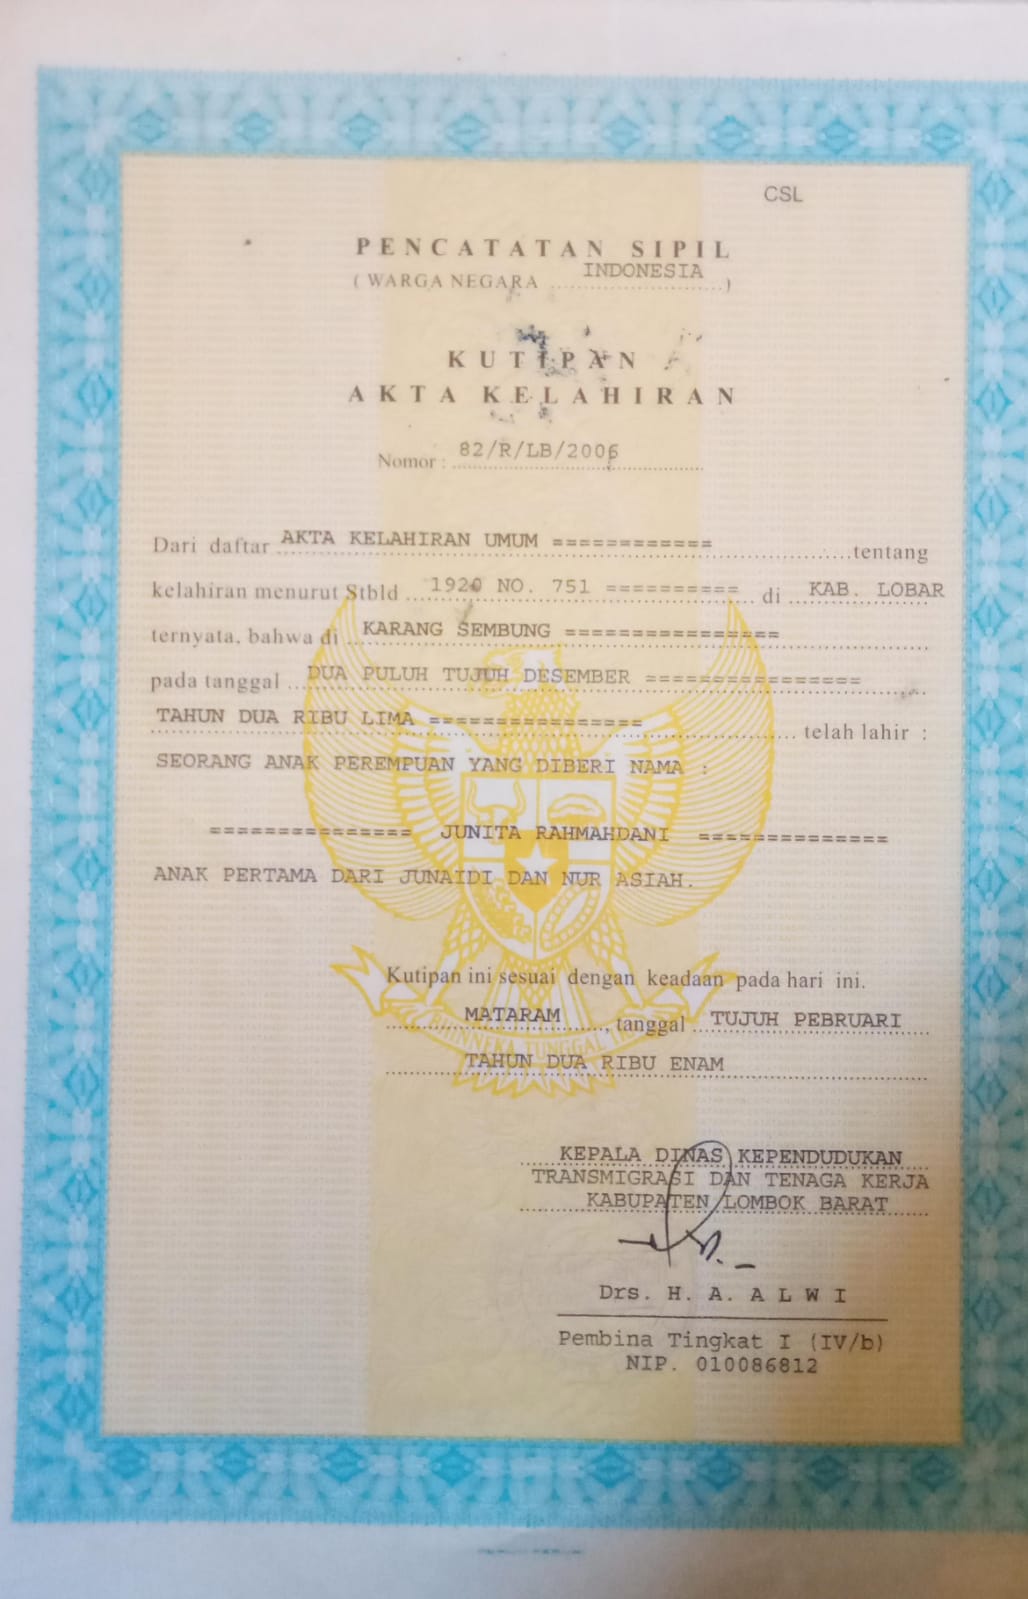 CSL
PENCATATAN SIPIL
( WARGA NEGARA INDONESIA )
KUTIPAN
AKTA KELAHIRAN
Nomor : 82/R/LB/2006
Dari daftar AKTA KELAHIRAN UMUM ============ tentang
kelahiran menurut Stbld 1920 NO. 751 ========== di KAB. LOBAR
ternyata, bahwa di KARANG SEMBUNG ================
pada tanggal DUA PULUH TUJUH DESEMBER ================
TAHUN DUA RIBU LIMA ================ telah lahir :
SEORANG ANAK PEREMPUAN YANG DIBERI NAMA :
=============== JUNITA RAHMAHDANI ==============
ANAK PERTAMA DARI JUNAIDI DAN NUR ASIAH.
Kutipan ini sesuai dengan keadaan pada hari ini.
MATARAM, tanggal TUJUH PEBRUARI
BHINNEKA TUNGGAL IKA
TAHUN DUA RIBU ENAM
KEPALA DINAS KEPENDUDUKAN
TRANSMIGRASI DAN TENAGA KERJA
KABUPATEN LOMBOK BARAT
Drs. H. A. A L W I
Pembina Tingkat I (IV/b)
NIP. 010086812